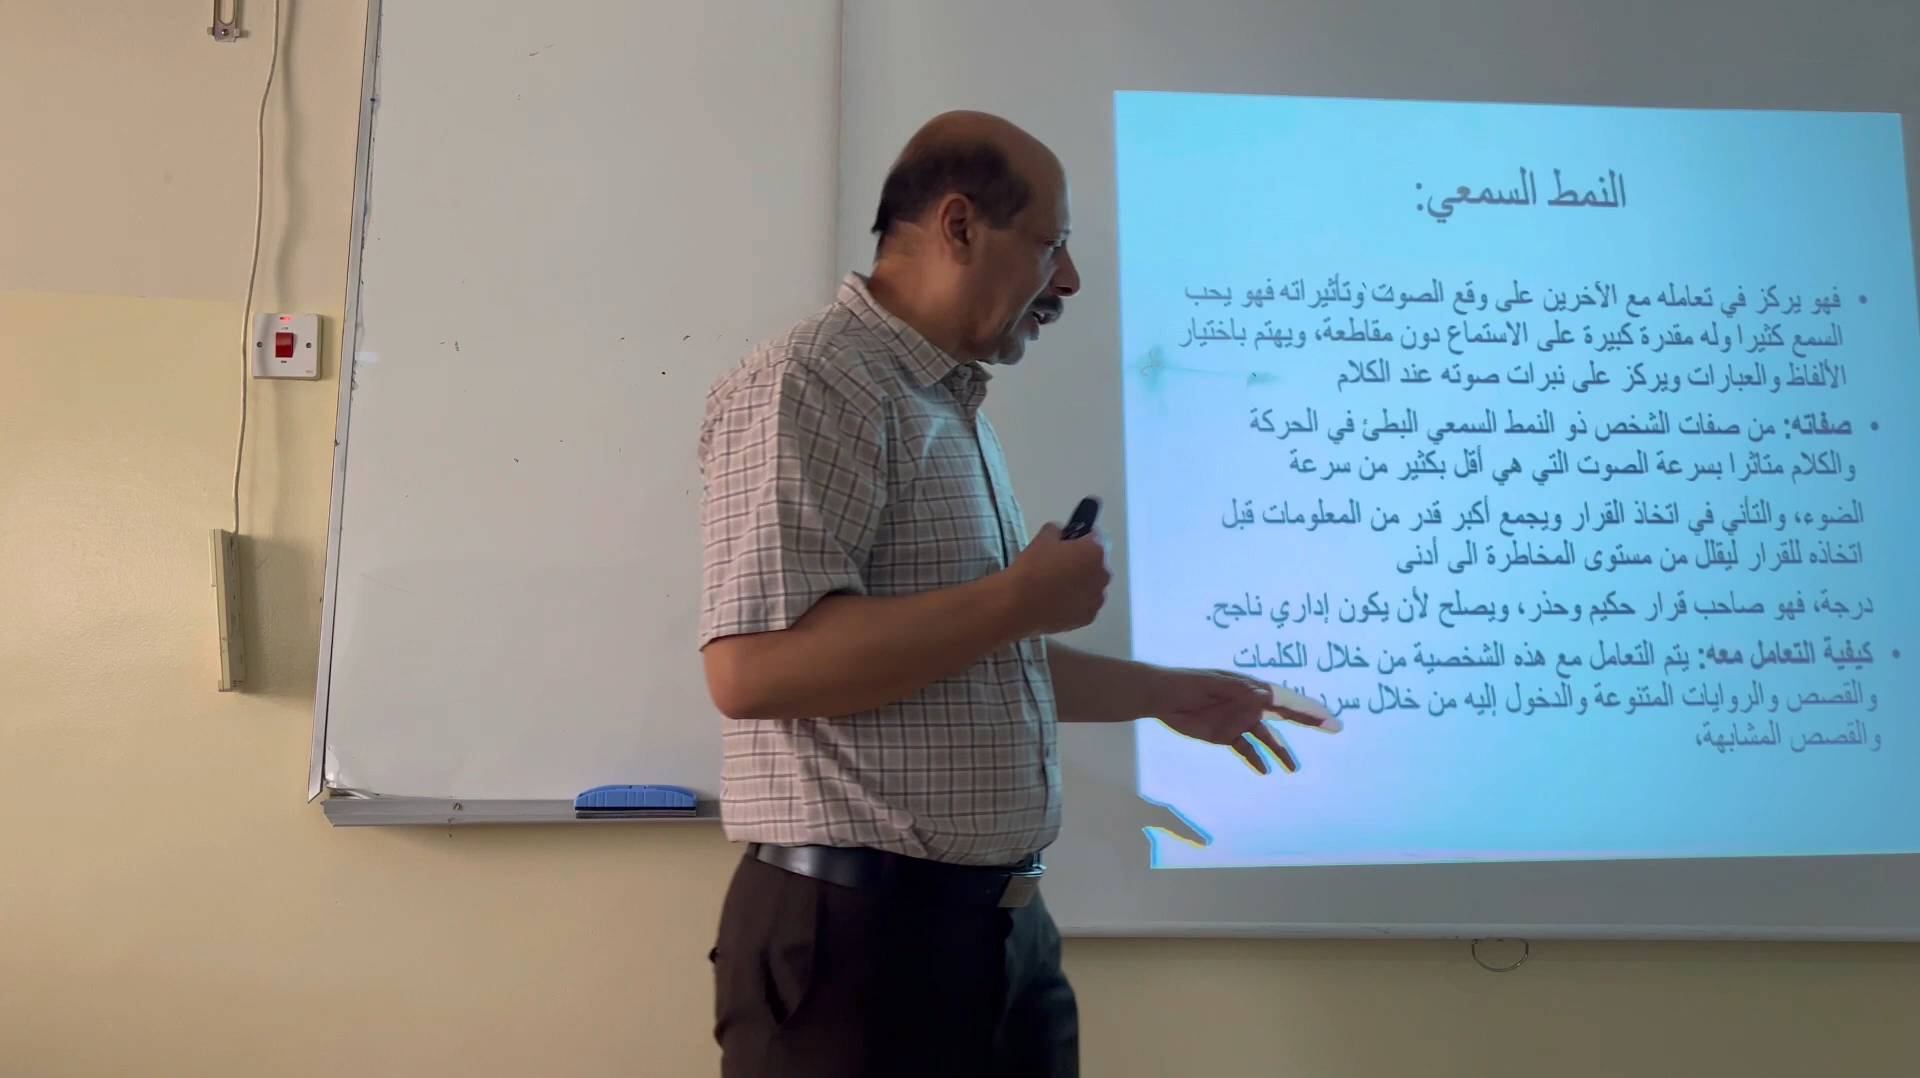 النمط السمعي:
• فهو يركز في تعامله مع الآخرين على وقع الصوت وتأثيراته فهو يحب
السمع كثيرا وله مقدرة كبيرة على الاستماع دون مقاطعة، ويهتم باختيار
الألفاظ والعبارات ويركز على نبرات صوته عند الكلام
• صفاته: من صفات الشخص ذو النمط السمعي البطئ في الحركة
والكلام متاثرا بسرعة الصوت التي هي أقل بكثير من سرعة
الضوء، والتأني في اتخاذ القرار ويجمع أكبر قدر من المعلومات قبل
اتخاذه للقرار ليقلل من مستوى المخاطرة الى أدنى
درجة، فهو صاحب قرار حكيم وحذر، ويصلح لأن يكون إداري ناجح.
• كيفية التعامل معه: يتم التعامل مع هذه الشخصية من خلال الكلمات
والقصص والروايات المتنوعة والدخول إليه من خلال سرد
والقصص المشابهة،